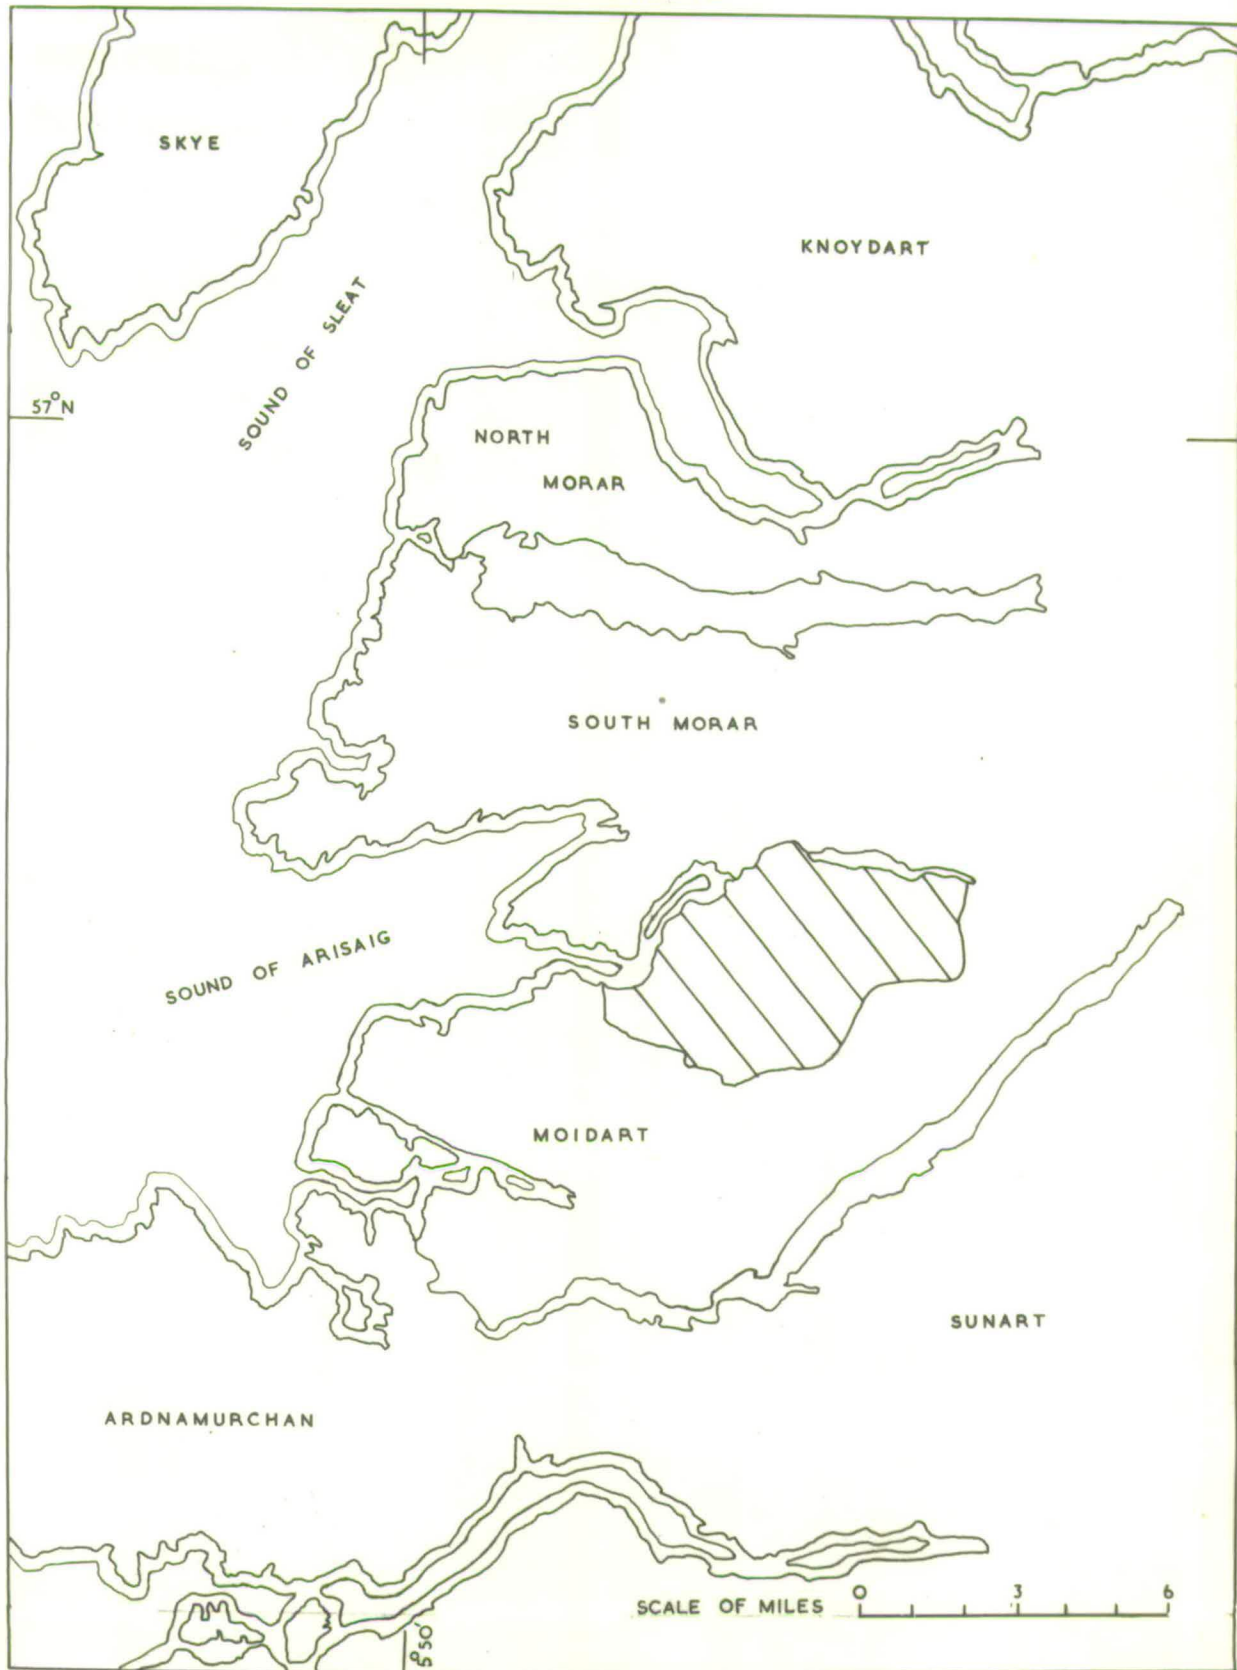 SKYE
KNOYDART
SOUND OF SLEAT
57°N
NORTH
MORAR
SOUTH MORAR
SOUND OF ARISAIG
MOIDART
SUNART
ARDNAMURCHAN
SCALE OF MILES 0 3 6
5°50'